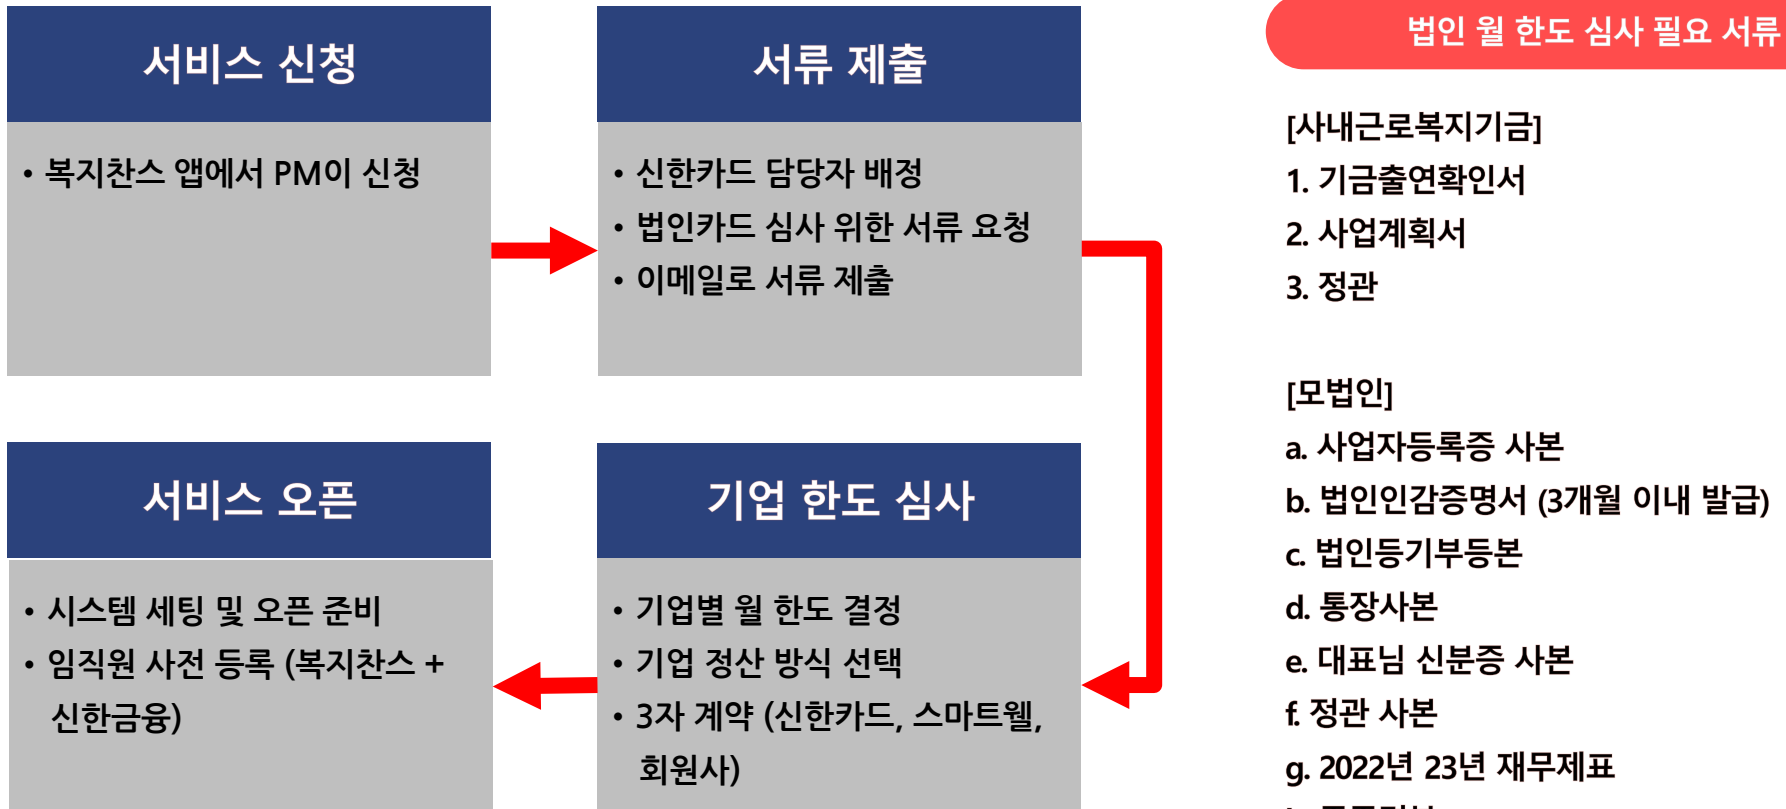 서비스 신청
• 복지찬스 앱에서 PM이 신청
서류 제출
• 신한카드 담당자 배정
• 법인카드 심사 위한 서류 요청
• 이메일로 서류 제출
기업 한도 심사
• 기업별 월 한도 결정
• 기업 정산 방식 선택
• 3자 계약 (신한카드, 스마트웰,
회원사)
서비스 오픈
• 시스템 세팅 및 오픈 준비
• 임직원 사전 등록 (복지찬스 +
신한금융)
법인 월 한도 심사 필요 서류
[사내근로복지기금]
1. 기금출연확인서
2. 사업계획서
3. 정관
[모법인]
a. 사업자등록증 사본
b. 법인인감증명서 (3개월 이내 발급)
c. 법인등기부등본
d. 통장사본
e. 대표님 신분증 사본
f. 정관 사본
g. 2022년 23년 재무제표